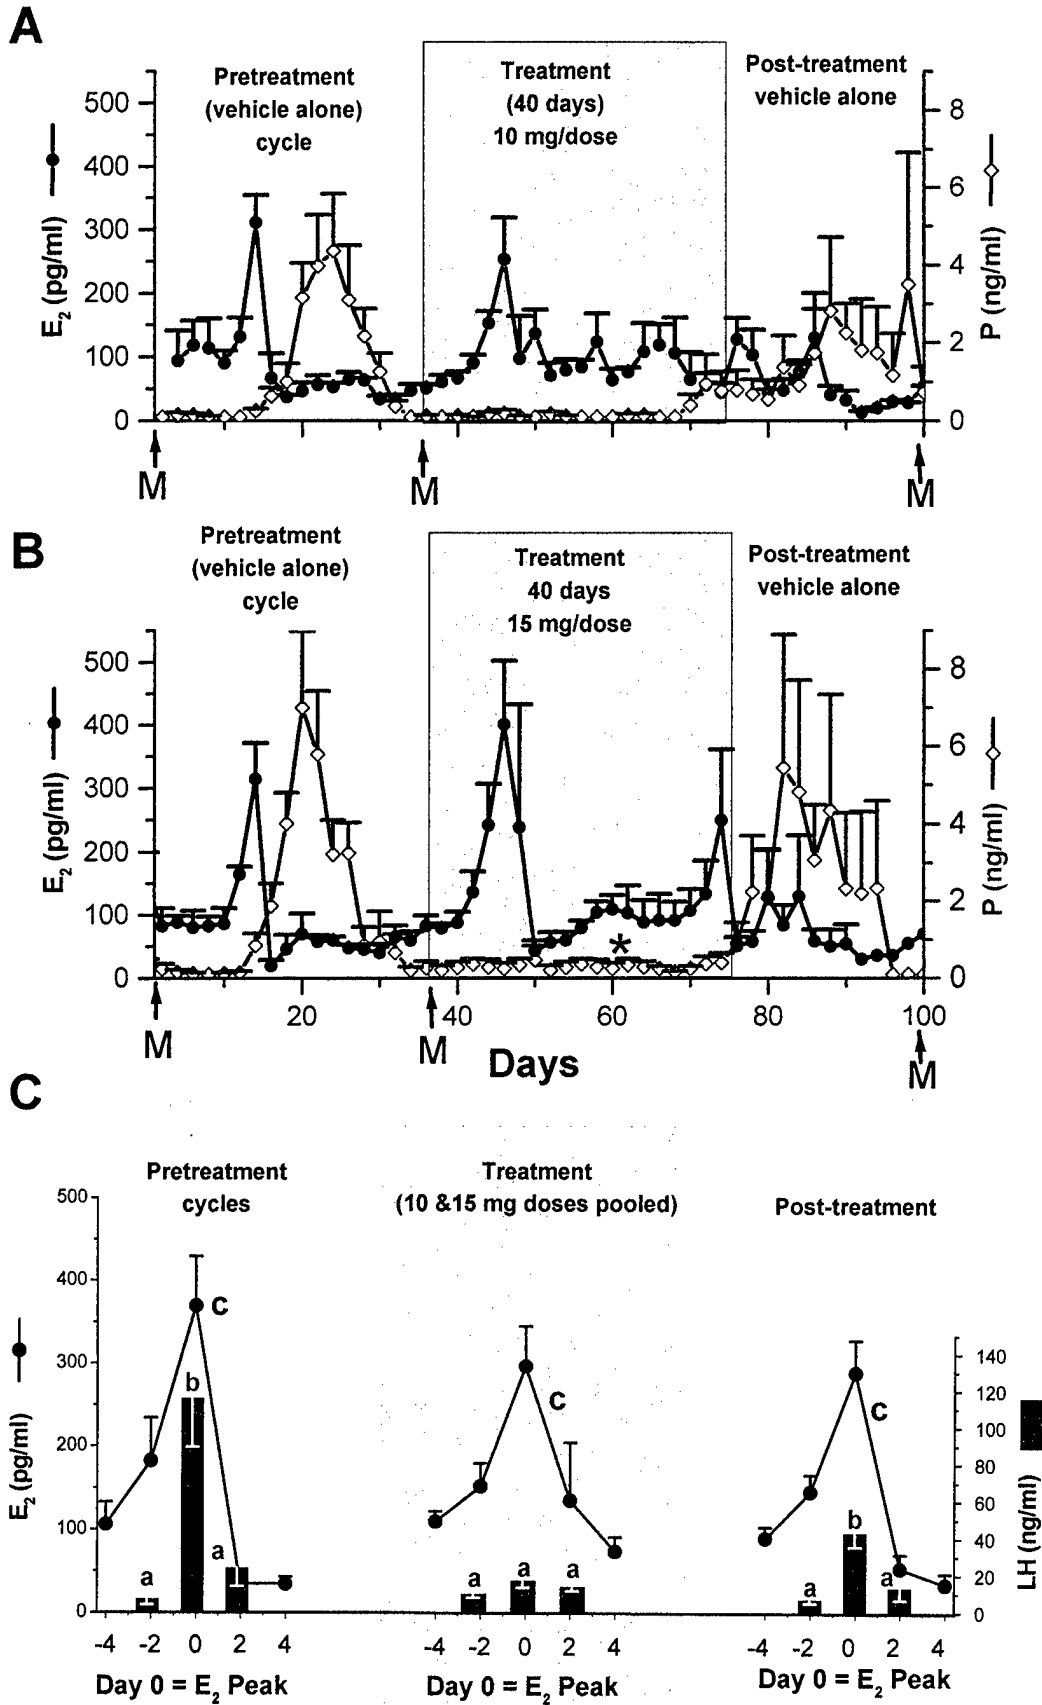 A
Pretreatment
(vehicle alone)
cycle
Treatment
(40 days)
10 mg/dose
Post-treatment
vehicle alone
E2 (pg/ml)
500
400
300
200
100
0
8
6
4
2
0
P (ng/ml)
M
M
M
B
Pretreatment
(vehicle alone)
cycle
Treatment
40 days
15 mg/dose
Post-treatment
vehicle alone
E2 (pg/ml)
500
400
300
200
100
0
*
8
6
4
2
0
P (ng/ml)
20
40
60
80
100
M
M
Days
M
C
Pretreatment
cycles
Treatment
(10 &15 mg doses pooled)
Post-treatment
E2 (pg/ml)
500
400
300
200
100
0
a
b
c
a
a
a
a
c
a
b
c
a
140
120
100
80
60
40
20
0
LH (ng/ml)
-4 -2 0 2 4
-4 -2 0 2 4
-4 -2 0 2 4
Day 0 = E2 Peak
Day 0 = E2 Peak
Day 0 = E2 Peak